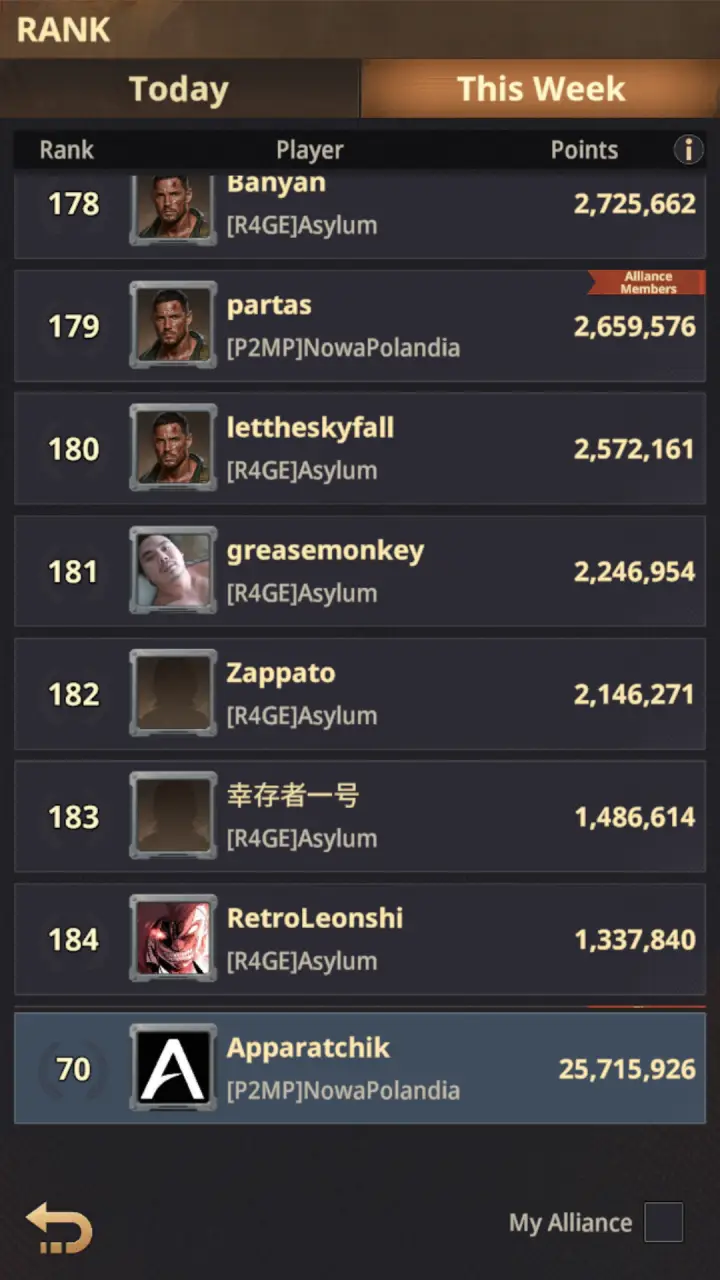 RANK
Today
This Week
Rank
Player
Points
178
Banyan
[R4GE]Asylum
2,725,662
Alliance
Members
179
partas
[P2MP]NowaPolandia
2,659,576
180
lettheskyfall
[R4GE]Asylum
2,572,161
181
greasemonkey
[R4GE]Asylum
2,246,954
182
Zappato
[R4GE]Asylum
2,146,271
183
幸存者一号
[R4GE]Asylum
1,486,614
184
RetroLeonshi
[R4GE]Asylum
1,337,840
70
Apparatchik
[P2MP]NowaPolandia
25,715,926
My Alliance